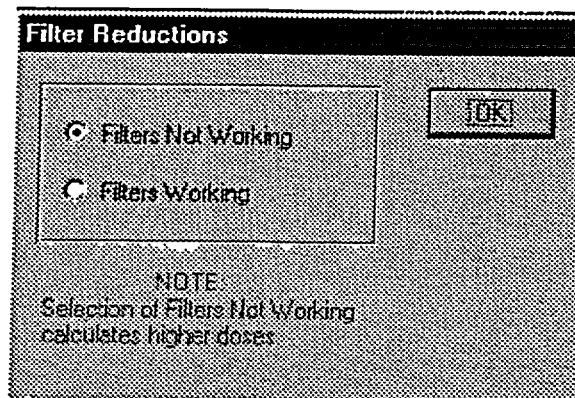 Filter Reductions
Filters Not Working
OK
Filters Working
NOTE
Selection of Filters Not Working
calculates higher doses